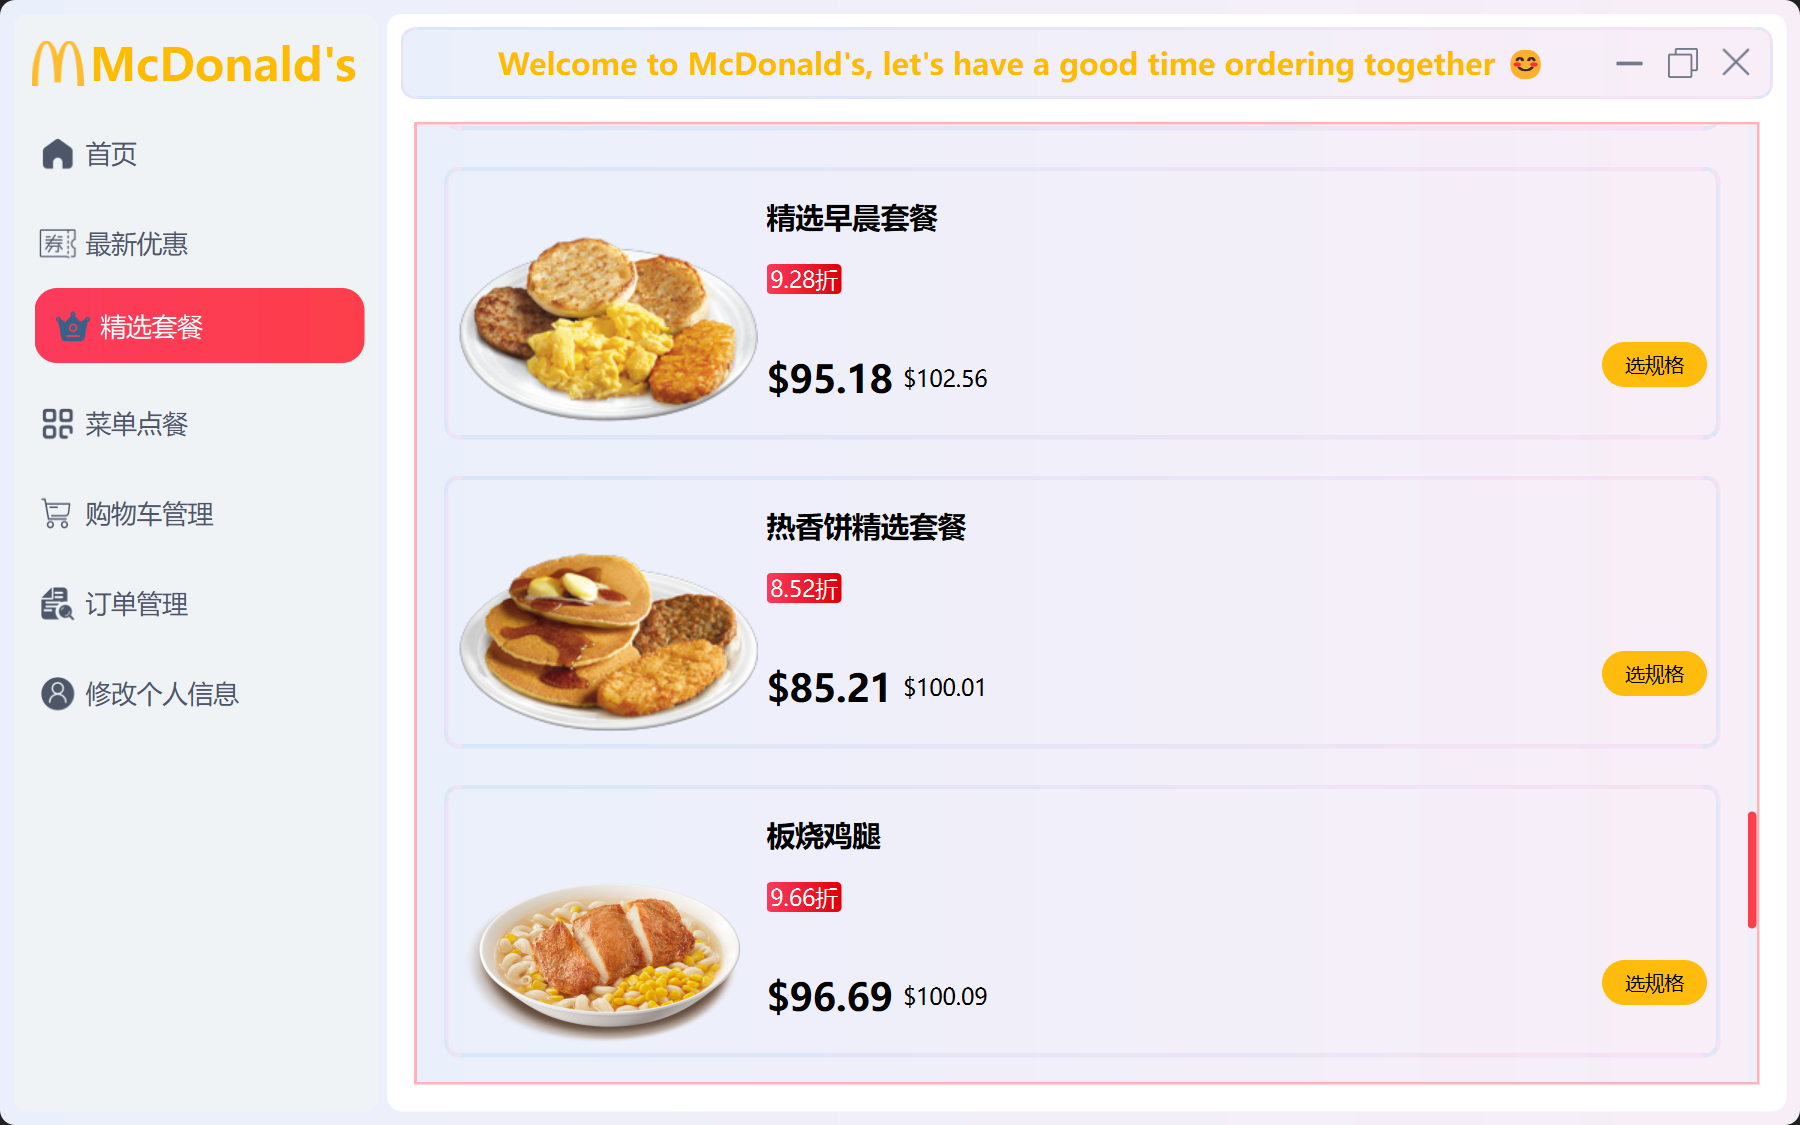 McDonald's
首页
券 最新优惠
精选套餐
菜单点餐
购物车管理
订单管理
修改个人信息
Welcome to McDonald's, let's have a good time ordering together 😊
精选早晨套餐
9.28折
$95.18 $102.56
选规格
热香饼精选套餐
8.52折
$85.21 $100.01
选规格
板烧鸡腿
9.66折
$96.69 $100.09
选规格